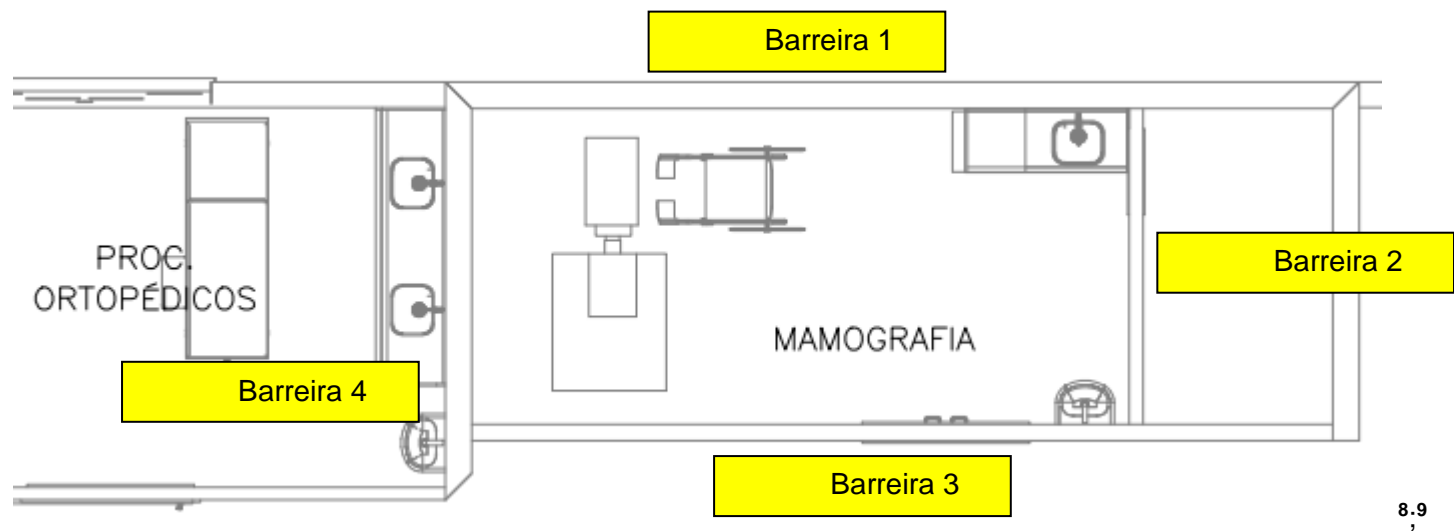 Barreira 1
Barreira 2
PROC.
ORTOPÉDICOS
MAMOGRAFIA
Barreira 4
Barreira 3
8.9
,